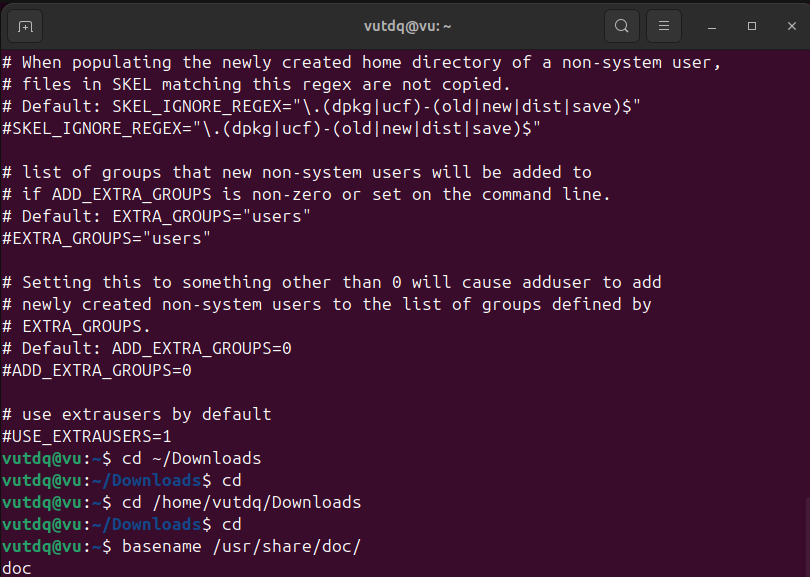 vutdq@vu: ~
# When populating the newly created home directory of a non-system user,
# files in SKEL matching this regex are not copied.
# Default: SKEL_IGNORE_REGEX="\.(dpkg|ucf)-(old|new|dist|save)$"
#SKEL_IGNORE_REGEX="\.(dpkg|ucf)-(old|new|dist|save)$"
# list of groups that new non-system users will be added to
# if ADD_EXTRA_GROUPS is non-zero or set on the command line.
# Default: EXTRA_GROUPS="users"
#EXTRA_GROUPS="users"
# Setting this to something other than 0 will cause adduser to add
# newly created non-system users to the list of groups defined by
# EXTRA_GROUPS.
# Default: ADD_EXTRA_GROUPS=0
#ADD_EXTRA_GROUPS=0
# use extrausers by default
#USE_EXTRAUSERS=1
vutdq@vu:~$ cd ~/Downloads
vutdq@vu:~/Downloads$ cd
vutdq@vu:~$ cd /home/vutdq/Downloads
vutdq@vu:~/Downloads$ cd
vutdq@vu:~$ basename /usr/share/doc/
doc